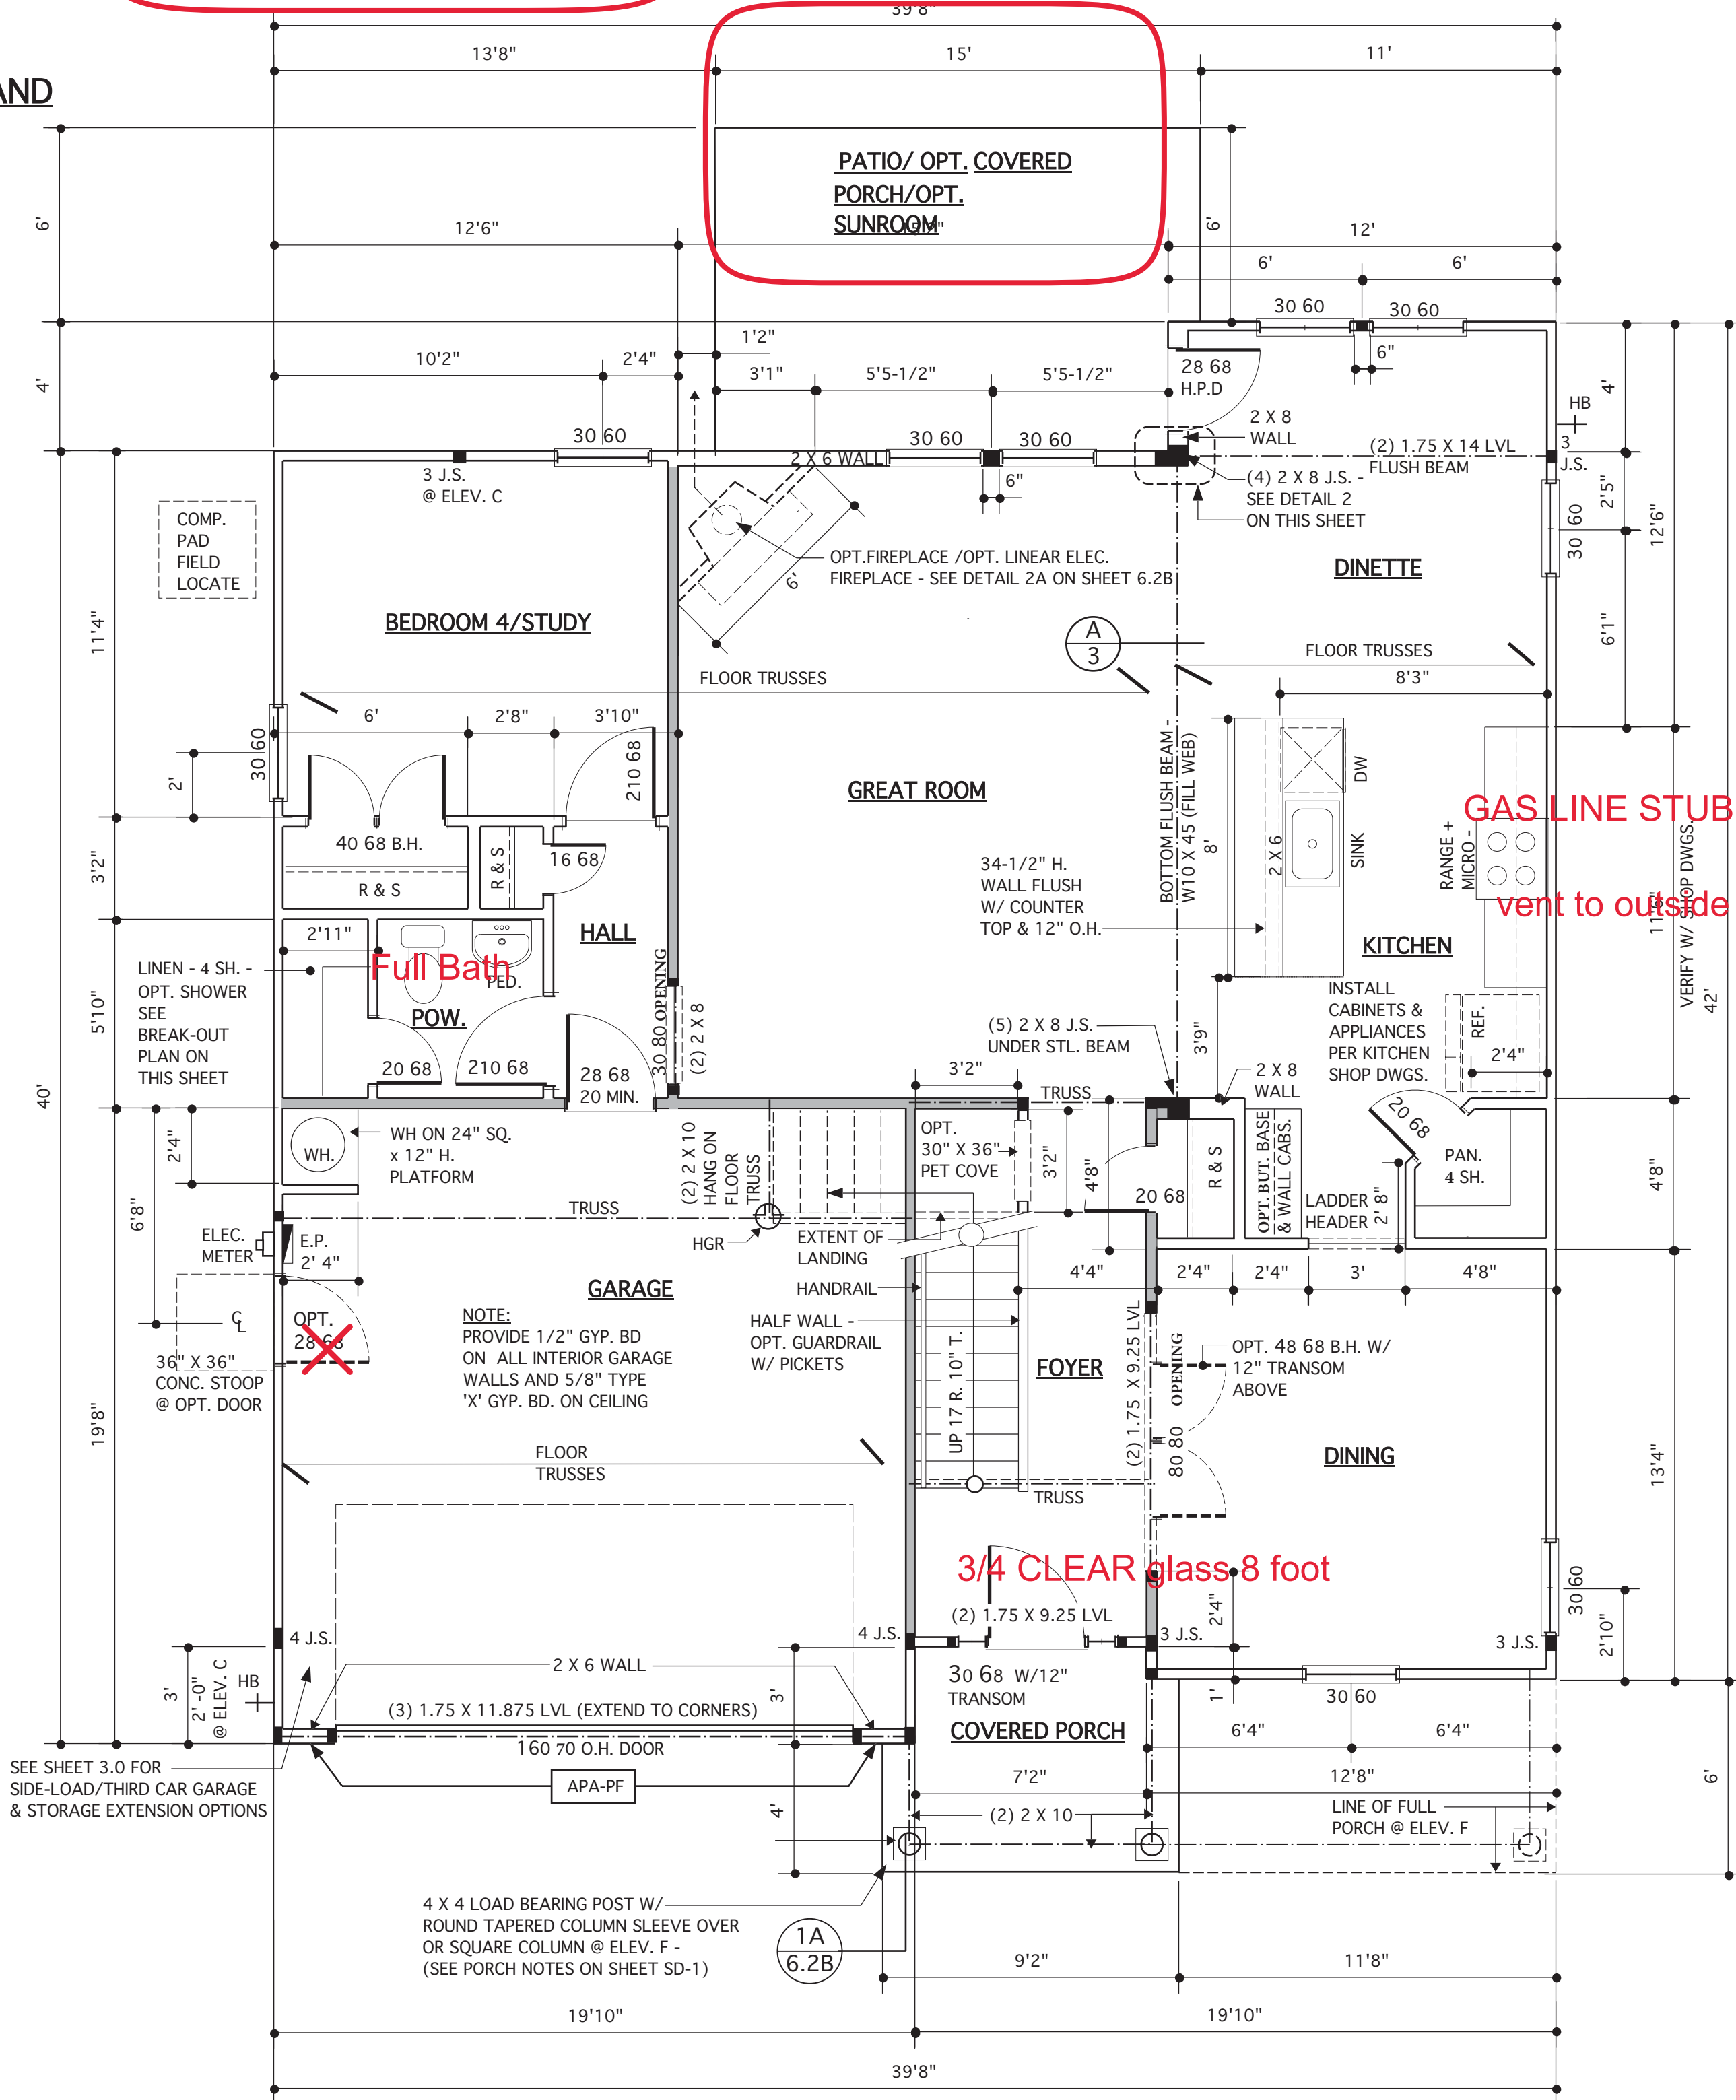 39'8"
13'8"
15'
11'
AND
PATIO/ OPT. COVERED
PORCH/OPT.
SUNROOM
6'
12'6"
6'
12'
6'
6'
30 60
30 60
1'2"
10'2"
2'4"
3'1"
5'5-1/2"
5'5-1/2"
28 68
H.P.D
6"
4'
4'
HB
2 X 8
WALL
30 60
30 60
30 60
2 X 6 WALL
(2) 1.75 X 14 LVL
FLUSH BEAM
3
J.S.
3 J.S.
@ ELEV. C
6"
(4) 2 X 8 J.S. -
SEE DETAIL 2
ON THIS SHEET
2'5"
30 60
12'6"
COMP.
PAD
FIELD
LOCATE
OPT.FIREPLACE /OPT. LINEAR ELEC.
FIREPLACE - SEE DETAIL 2A ON SHEET 6.2B
6'
DINETTE
11'4"
BEDROOM 4/STUDY
A
3
6'1"
FLOOR TRUSSES
FLOOR TRUSSES
8'3"
6'
2'8"
3'10"
30 60
2'
210 68
GREAT ROOM
BOTTOM FLUSH BEAM -
W10 X 45 (FILL WEB)
8'
2 X 6
DW
SINK
RANGE +
MICRO -
GAS LINE STUB
vent to outside
11'6"
VERIFY W/ SHOP DWGS.
42'
40 68 B.H.
R & S
R & S
16 68
3'2"
34-1/2" H.
WALL FLUSH
W/ COUNTER
TOP & 12" O.H.
HALL
KITCHEN
2'11"
Full Bath
PED.
POW.
LINEN - 4 SH. -
OPT. SHOWER
SEE
BREAK-OUT
PLAN ON
THIS SHEET
5'10"
30 80 OPENING
(2) 2 X 8
INSTALL
CABINETS &
APPLIANCES
PER KITCHEN
SHOP DWGS.
REF.
2'4"
(5) 2 X 8 J.S.
UNDER STL. BEAM
3'9"
20 68
210 68
28 68
20 MIN.
3'2"
TRUSS
2 X 8
WALL
40'
WH.
WH ON 24" SQ.
x 12" H.
PLATFORM
2'4"
(2) 2 X 10
HANG ON
FLOOR
TRUSS
OPT.
30" X 36"
PET COVE
3'2"
4'8"
20 68
R & S
OPT. BUT. BASE
& WALL CABS.
20 68
PAN.
4 SH.
LADDER
HEADER
2' 8"
4'8"
6'8"
TRUSS
HGR
EXTENT OF
LANDING
ELEC.
METER
E.P.
2' 4"
4'4"
2'4"
2'4"
3'
4'8"
GARAGE
HANDRAIL
NOTE:
PROVIDE 1/2" GYP. BD
ON ALL INTERIOR GARAGE
WALLS AND 5/8" TYPE
'X' GYP. BD. ON CEILING
HALF WALL -
OPT. GUARDRAIL
W/ PICKETS
CL
OPT.
28 68
36" X 36"
CONC. STOOP
@ OPT. DOOR
UP 17 R. 10" T.
FOYER
(2) 1.75 X 9.25 LVL
80 80 OPENING
OPT. 48 68 B.H. W/
12" TRANSOM
ABOVE
19'8"
FLOOR
TRUSSES
DINING
13'4"
TRUSS
3/4 CLEAR glass 8 foot
30 60
2'10"
(2) 1.75 X 9.25 LVL
2'4"
4 J.S.
4 J.S.
3 J.S.
3 J.S.
2 X 6 WALL
3'
2' -0"
@ ELEV. C
HB
3'
30 68 W/12"
TRANSOM
1'
30 60
(3) 1.75 X 11.875 LVL (EXTEND TO CORNERS)
COVERED PORCH
6'4"
6'4"
160 70 O.H. DOOR
SEE SHEET 3.0 FOR
SIDE-LOAD/THIRD CAR GARAGE
& STORAGE EXTENSION OPTIONS
APA-PF
7'2"
12'8"
6'
4'
(2) 2 X 10
LINE OF FULL
PORCH @ ELEV. F
4 X 4 LOAD BEARING POST W/
ROUND TAPERED COLUMN SLEEVE OVER
OR SQUARE COLUMN @ ELEV. F -
(SEE PORCH NOTES ON SHEET SD-1)
1A
6.2B
9'2"
11'8"
19'10"
19'10"
39'8"